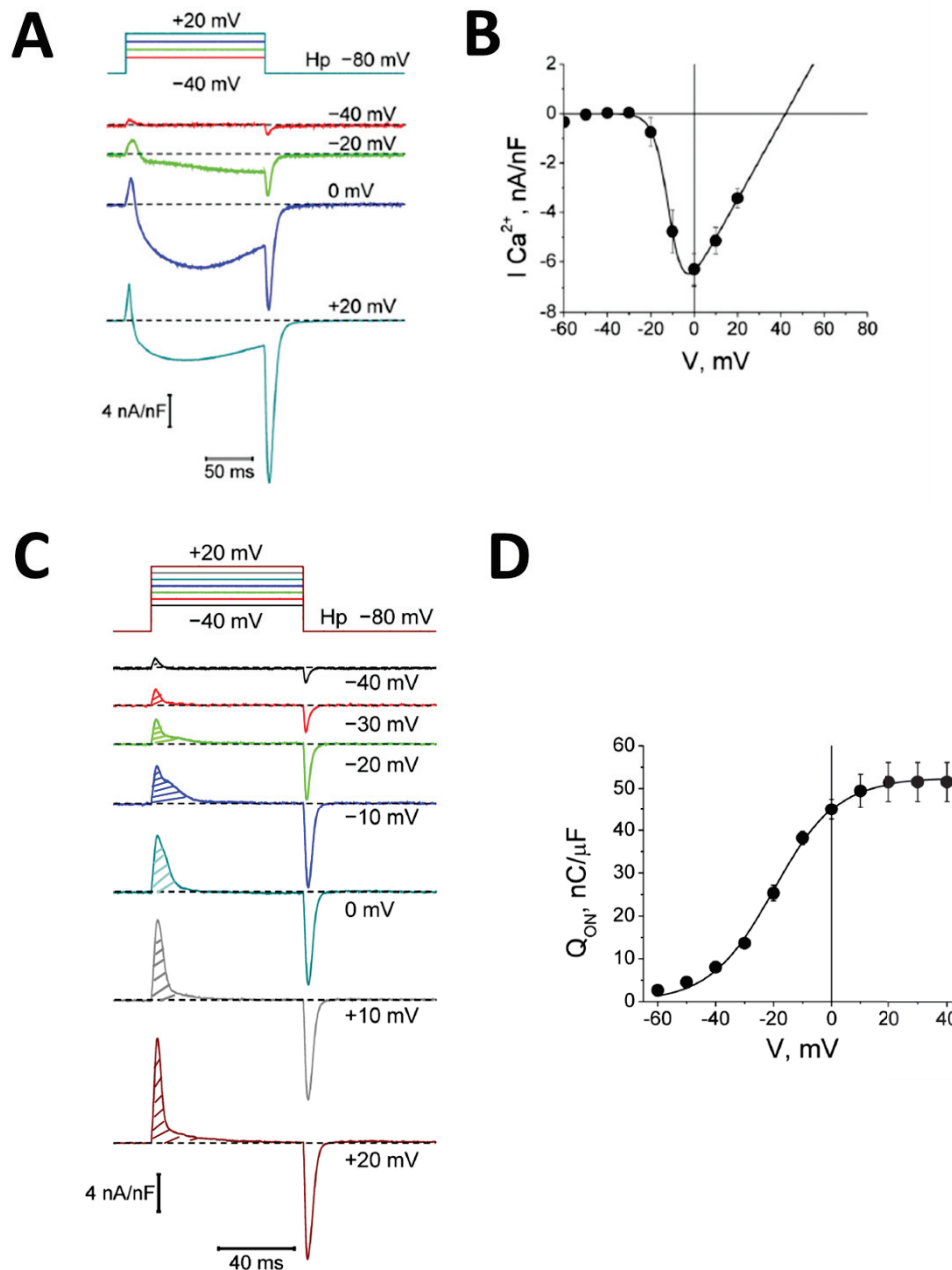 A
+20 mV
Hp −80 mV
−40 mV
−40 mV
−20 mV
0 mV
+20 mV
4 nA/nF
50 ms
B
I Ca²⁺, nA/nF
2
0
-2
-4
-6
-8
-60 -40 -20 0 20 40 60 80
V, mV
C
+20 mV
−40 mV
Hp −80 mV
−40 mV
−30 mV
−20 mV
−10 mV
0 mV
+10 mV
+20 mV
4 nA/nF
40 ms
D
Q_ON, nC/μF
60
50
40
30
20
10
0
-60 -40 -20 0 20 40
V, mV